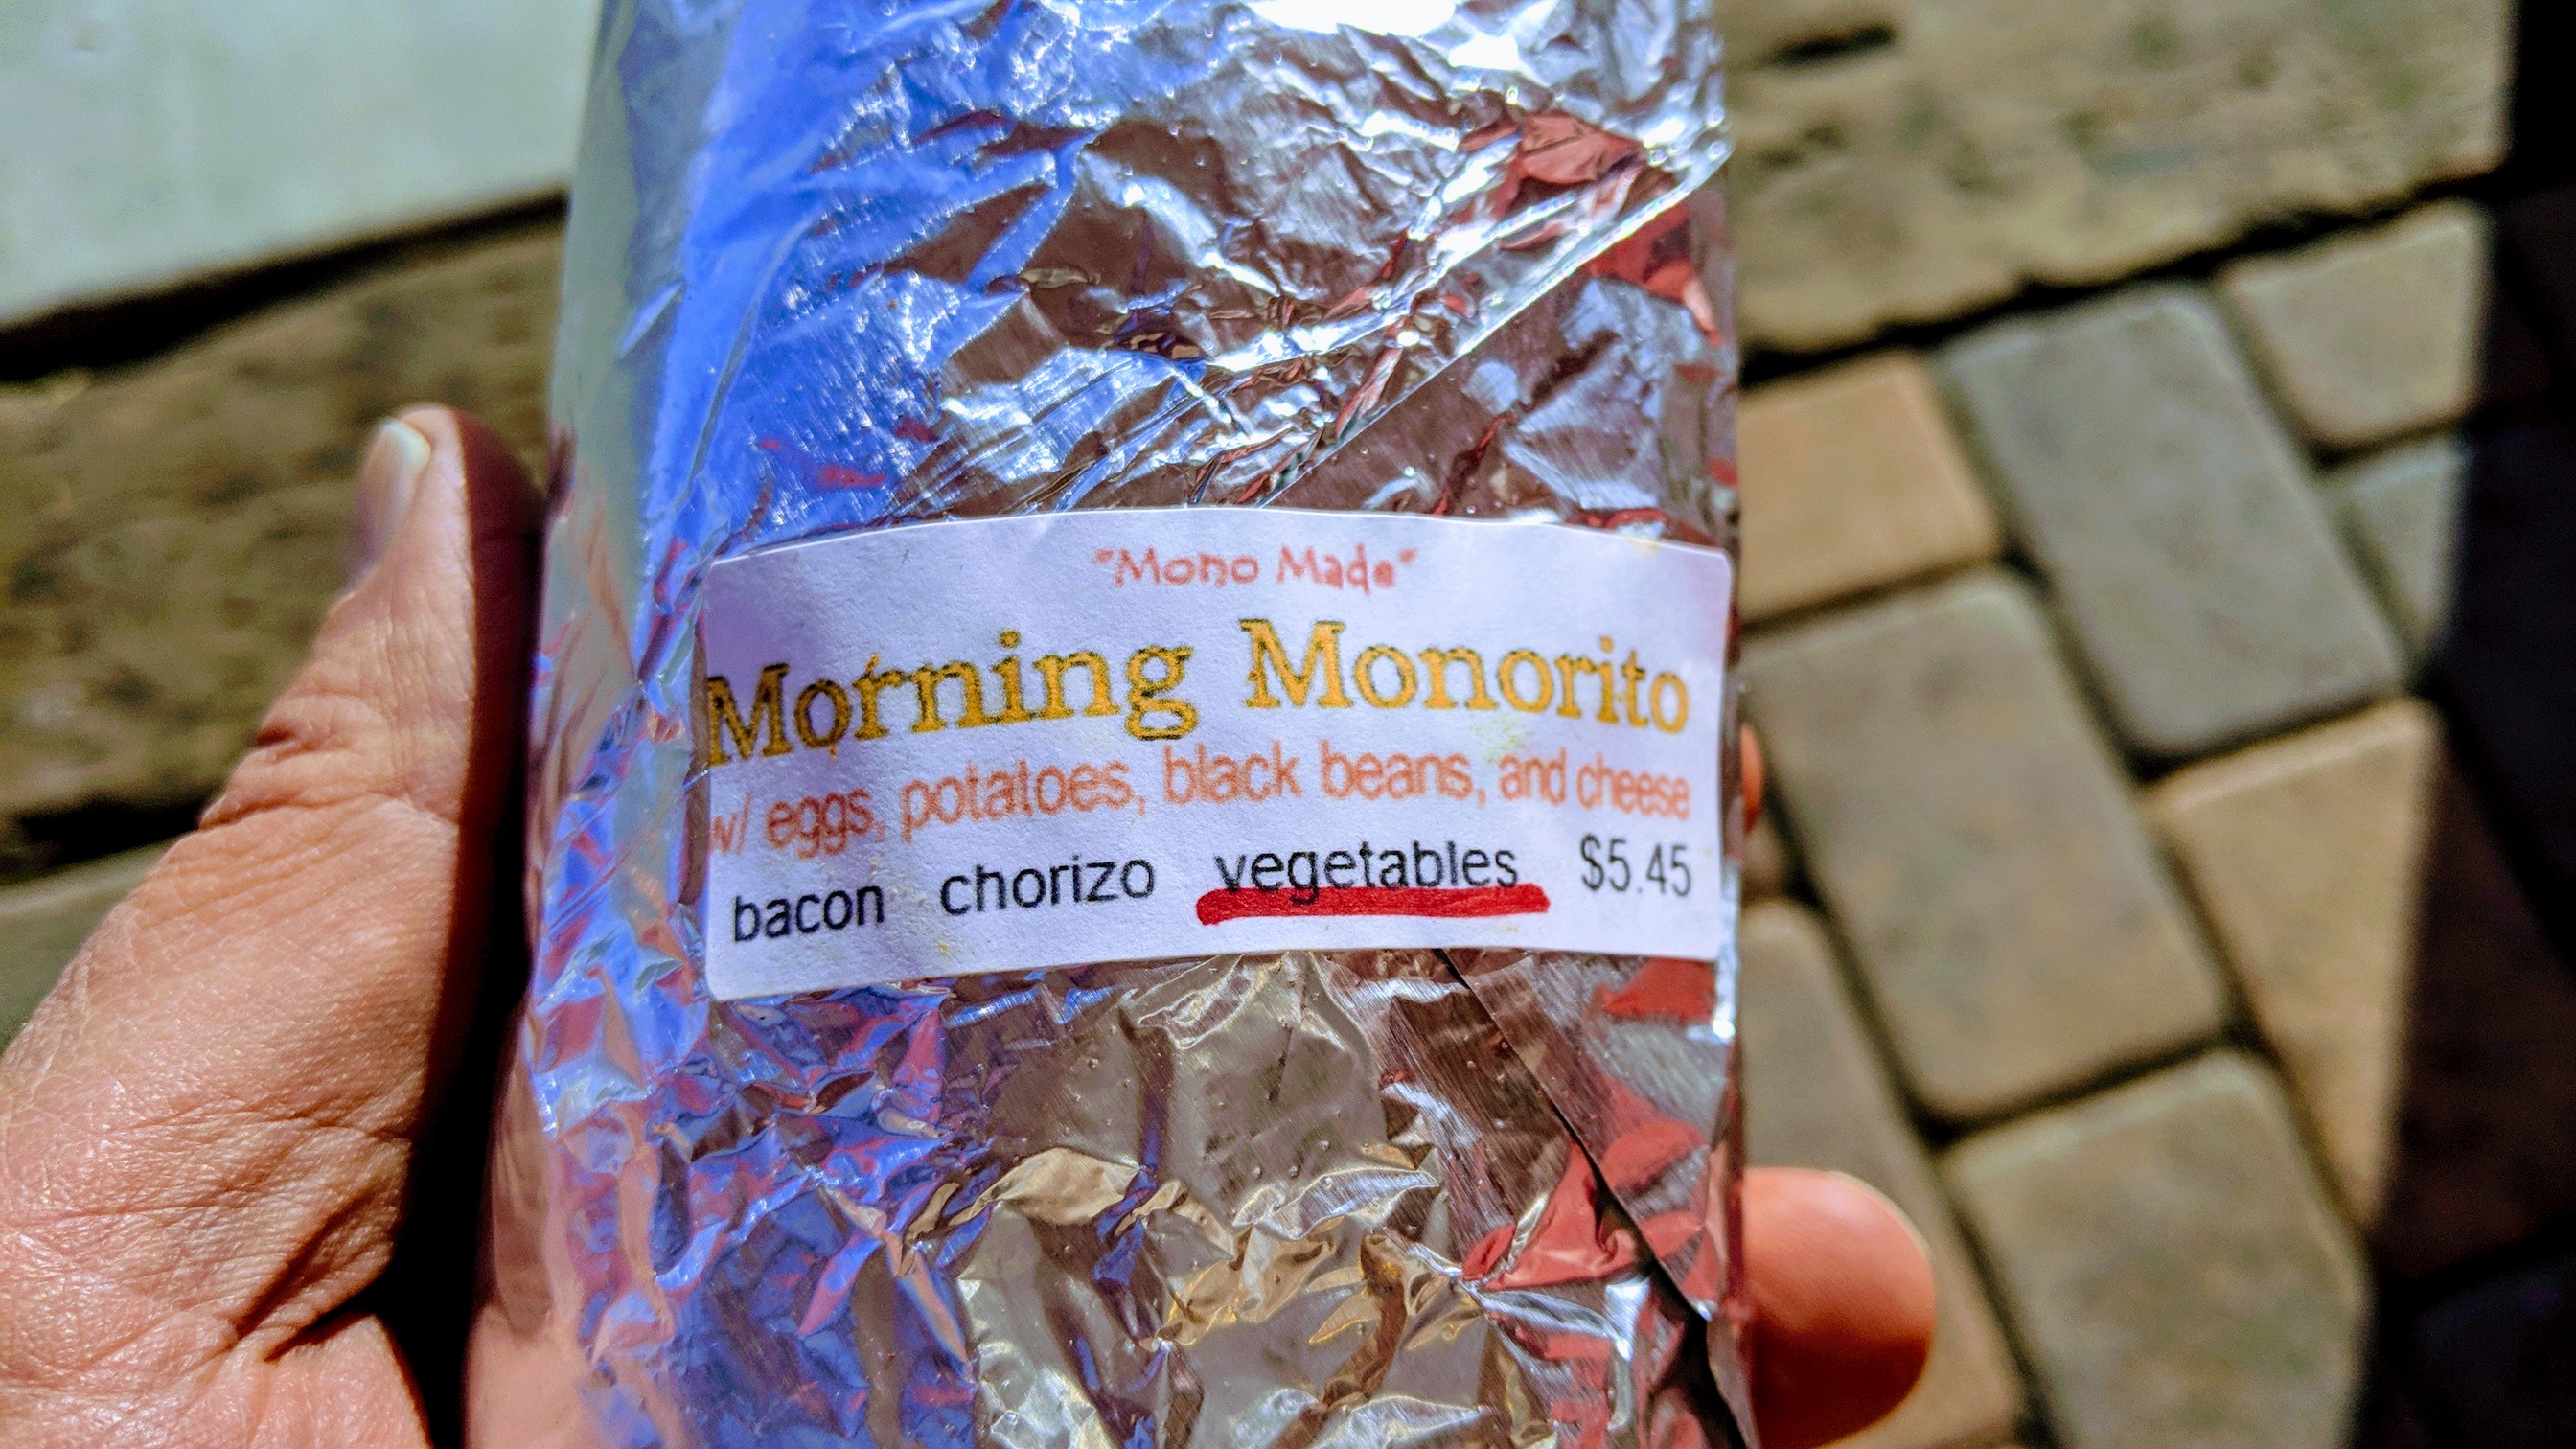 "Mono Made"
Morning Monorito
w/ eggs, potatoes, black beans, and cheese
bacon chorizo vegetables $5.45